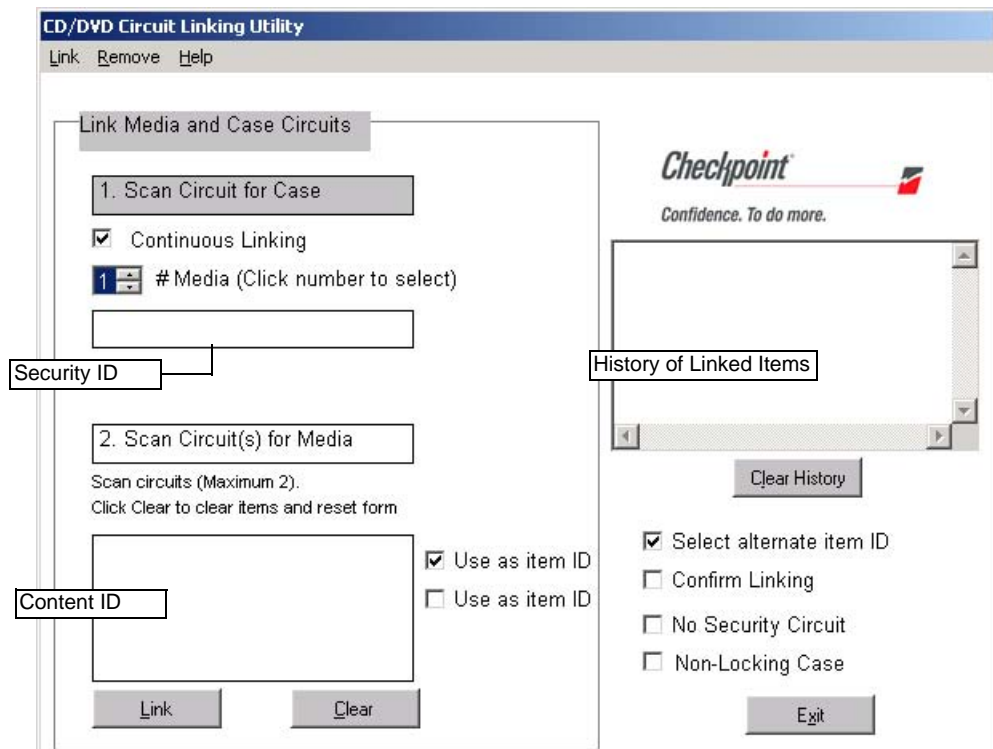 CD/DVD Circuit Linking Utility
Link Remove Help
Link Media and Case Circuits
1. Scan Circuit for Case
Continuous Linking
1 # Media (Click number to select)
Security ID
2. Scan Circuit(s) for Media
Scan circuits (Maximum 2).
Click Clear to clear items and reset form
Use as item ID
Use as item ID
Content ID
Link Clear
Checkpoint
Confidence. To do more.
History of Linked Items
Clear History
Select alternate item ID
Confirm Linking
No Security Circuit
Non-Locking Case
Exit